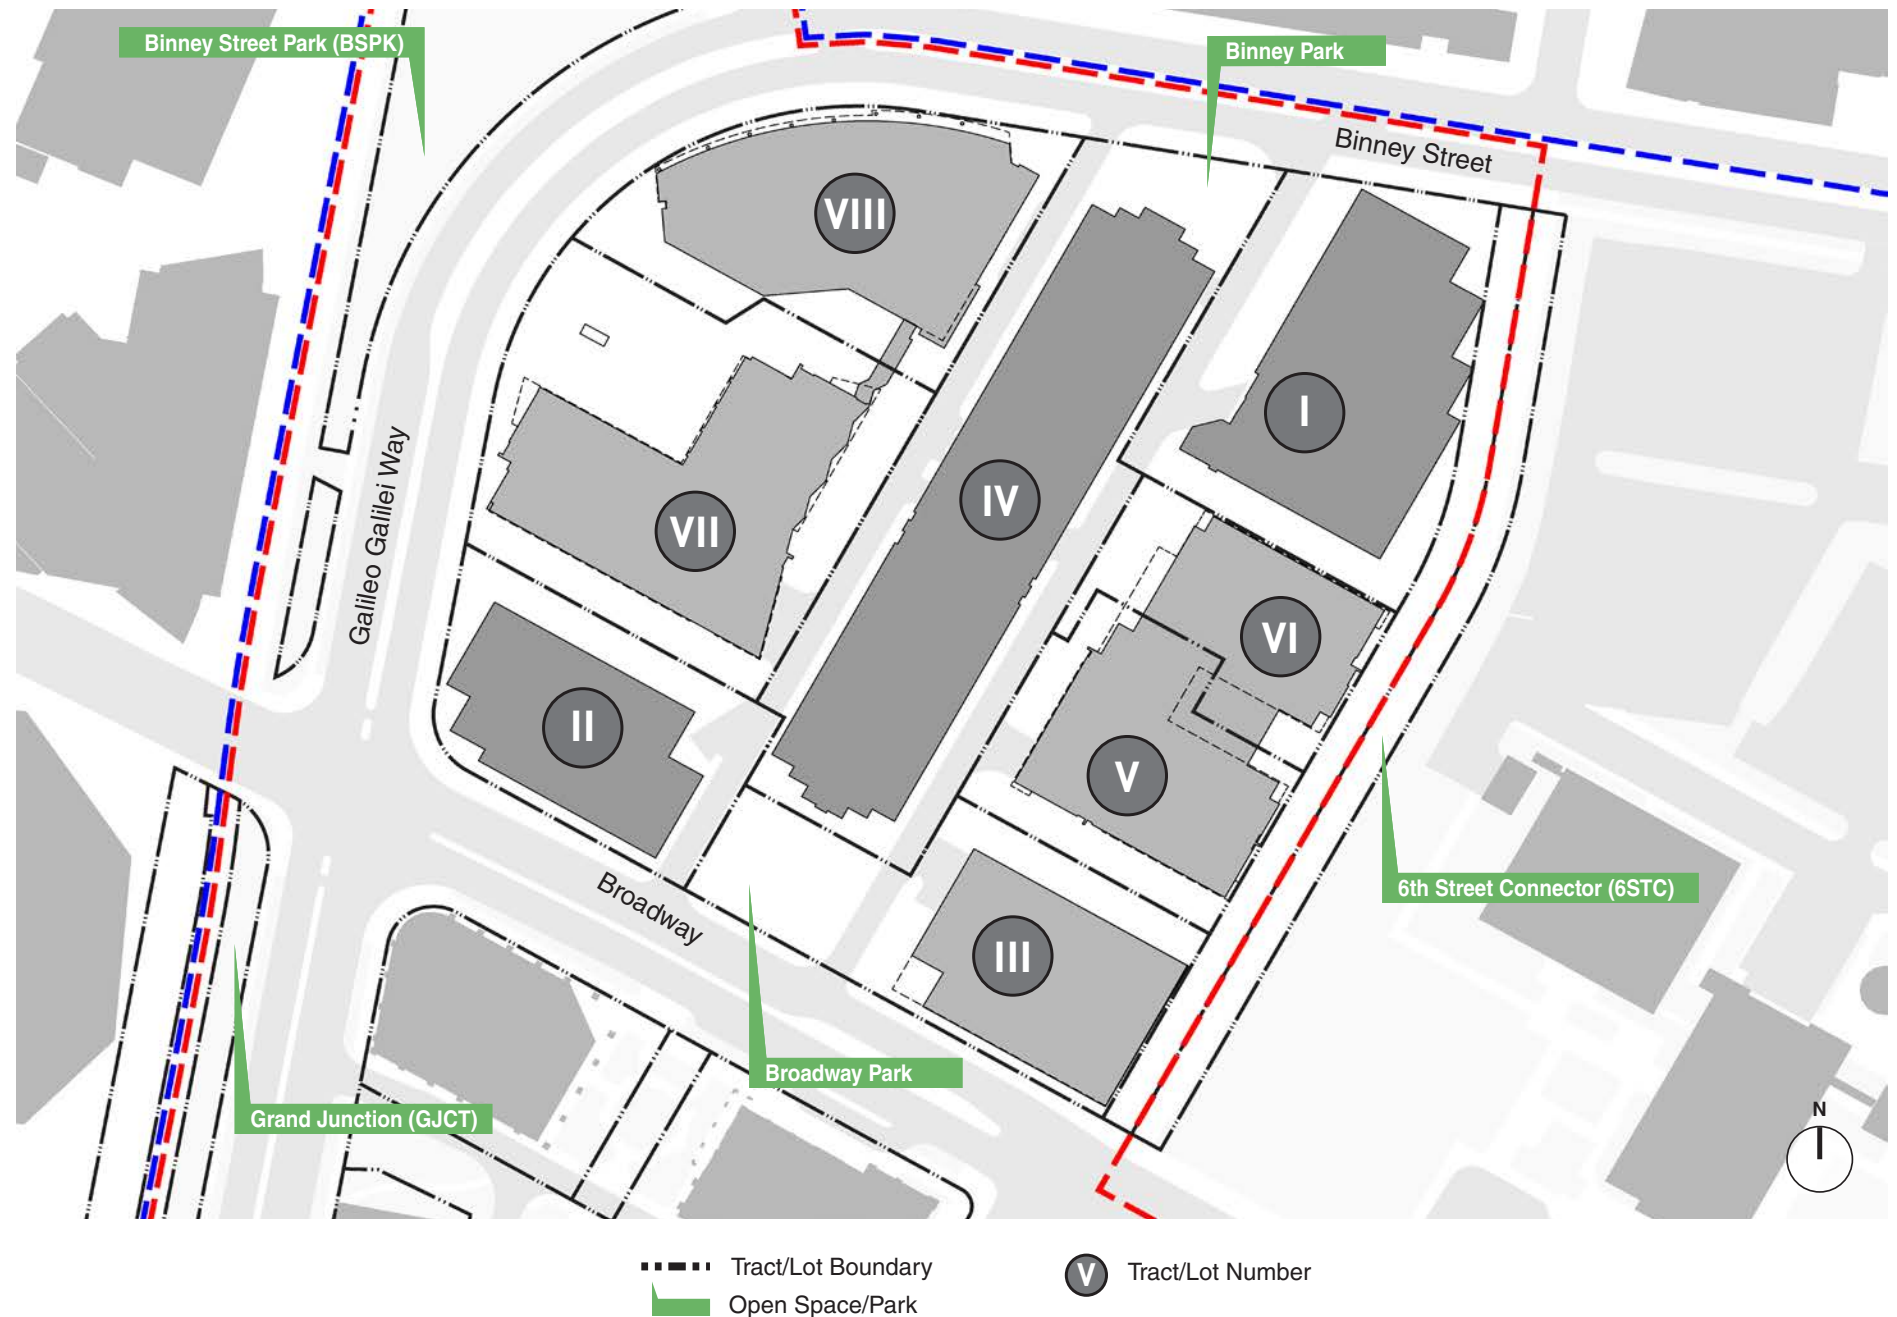 Binney Street Park (BSPK)
Binney Park
Binney Street
VIII
I
Galileo Galilei Way
IV
VII
VI
II
V
6th Street Connector (6STC)
Broadway
III
Broadway Park
Grand Junction (GJCT)
N
Tract/Lot Boundary
V
Tract/Lot Number
Open Space/Park